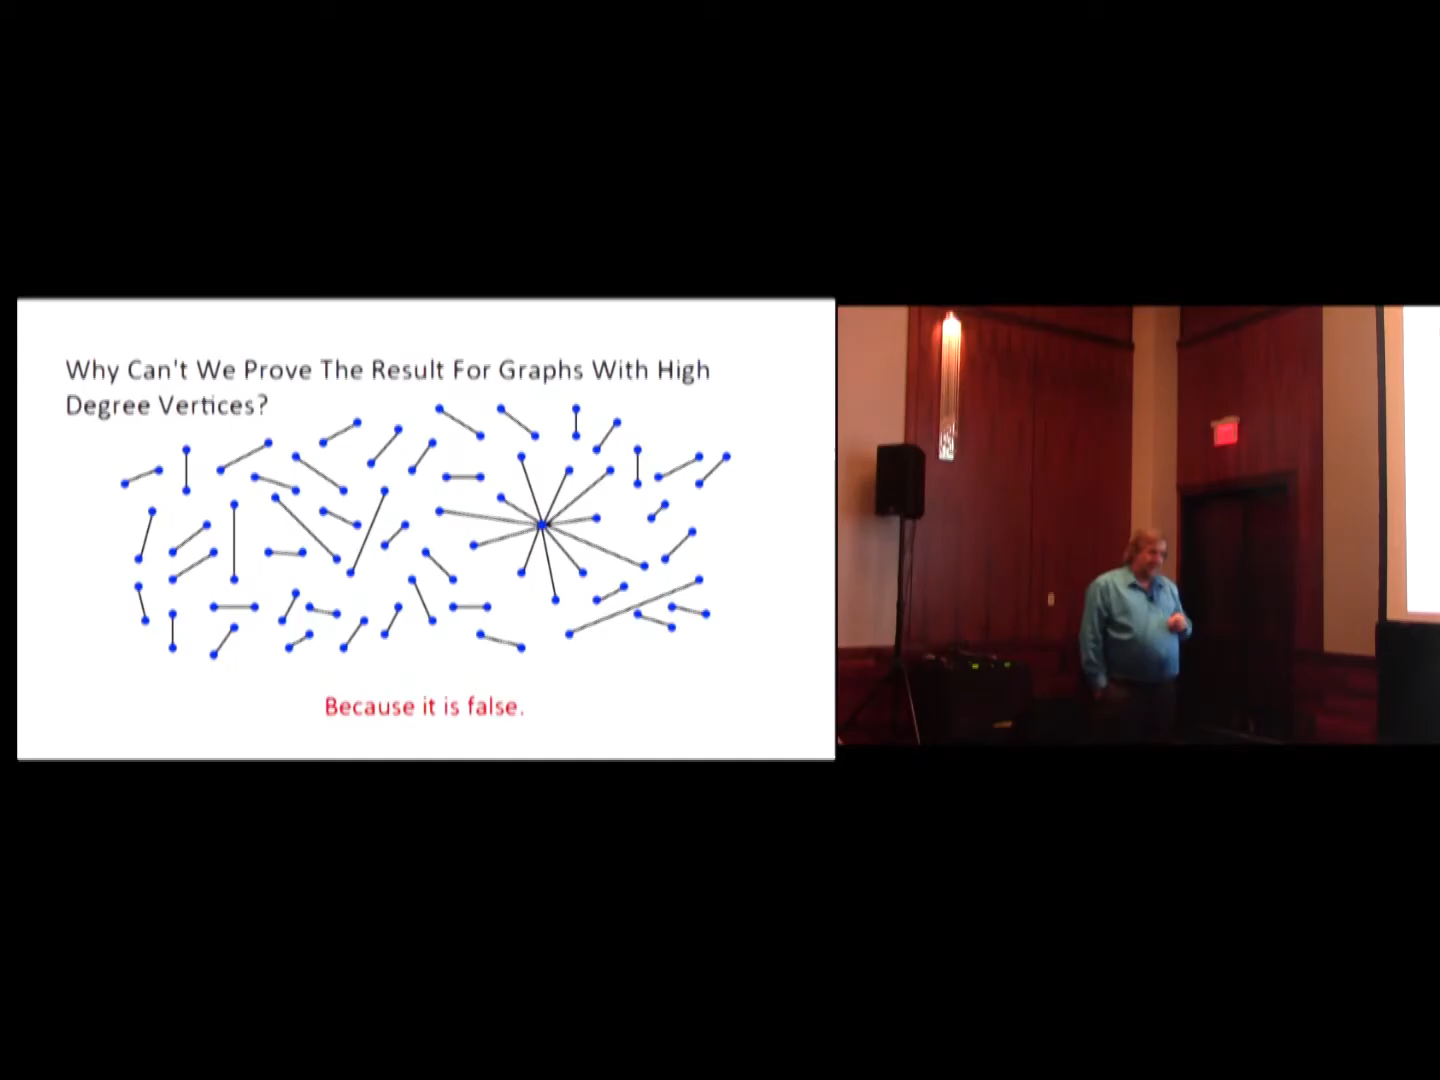 Why Can't We Prove The Result For Graphs With High
Degree Vertices?
Because it is false.